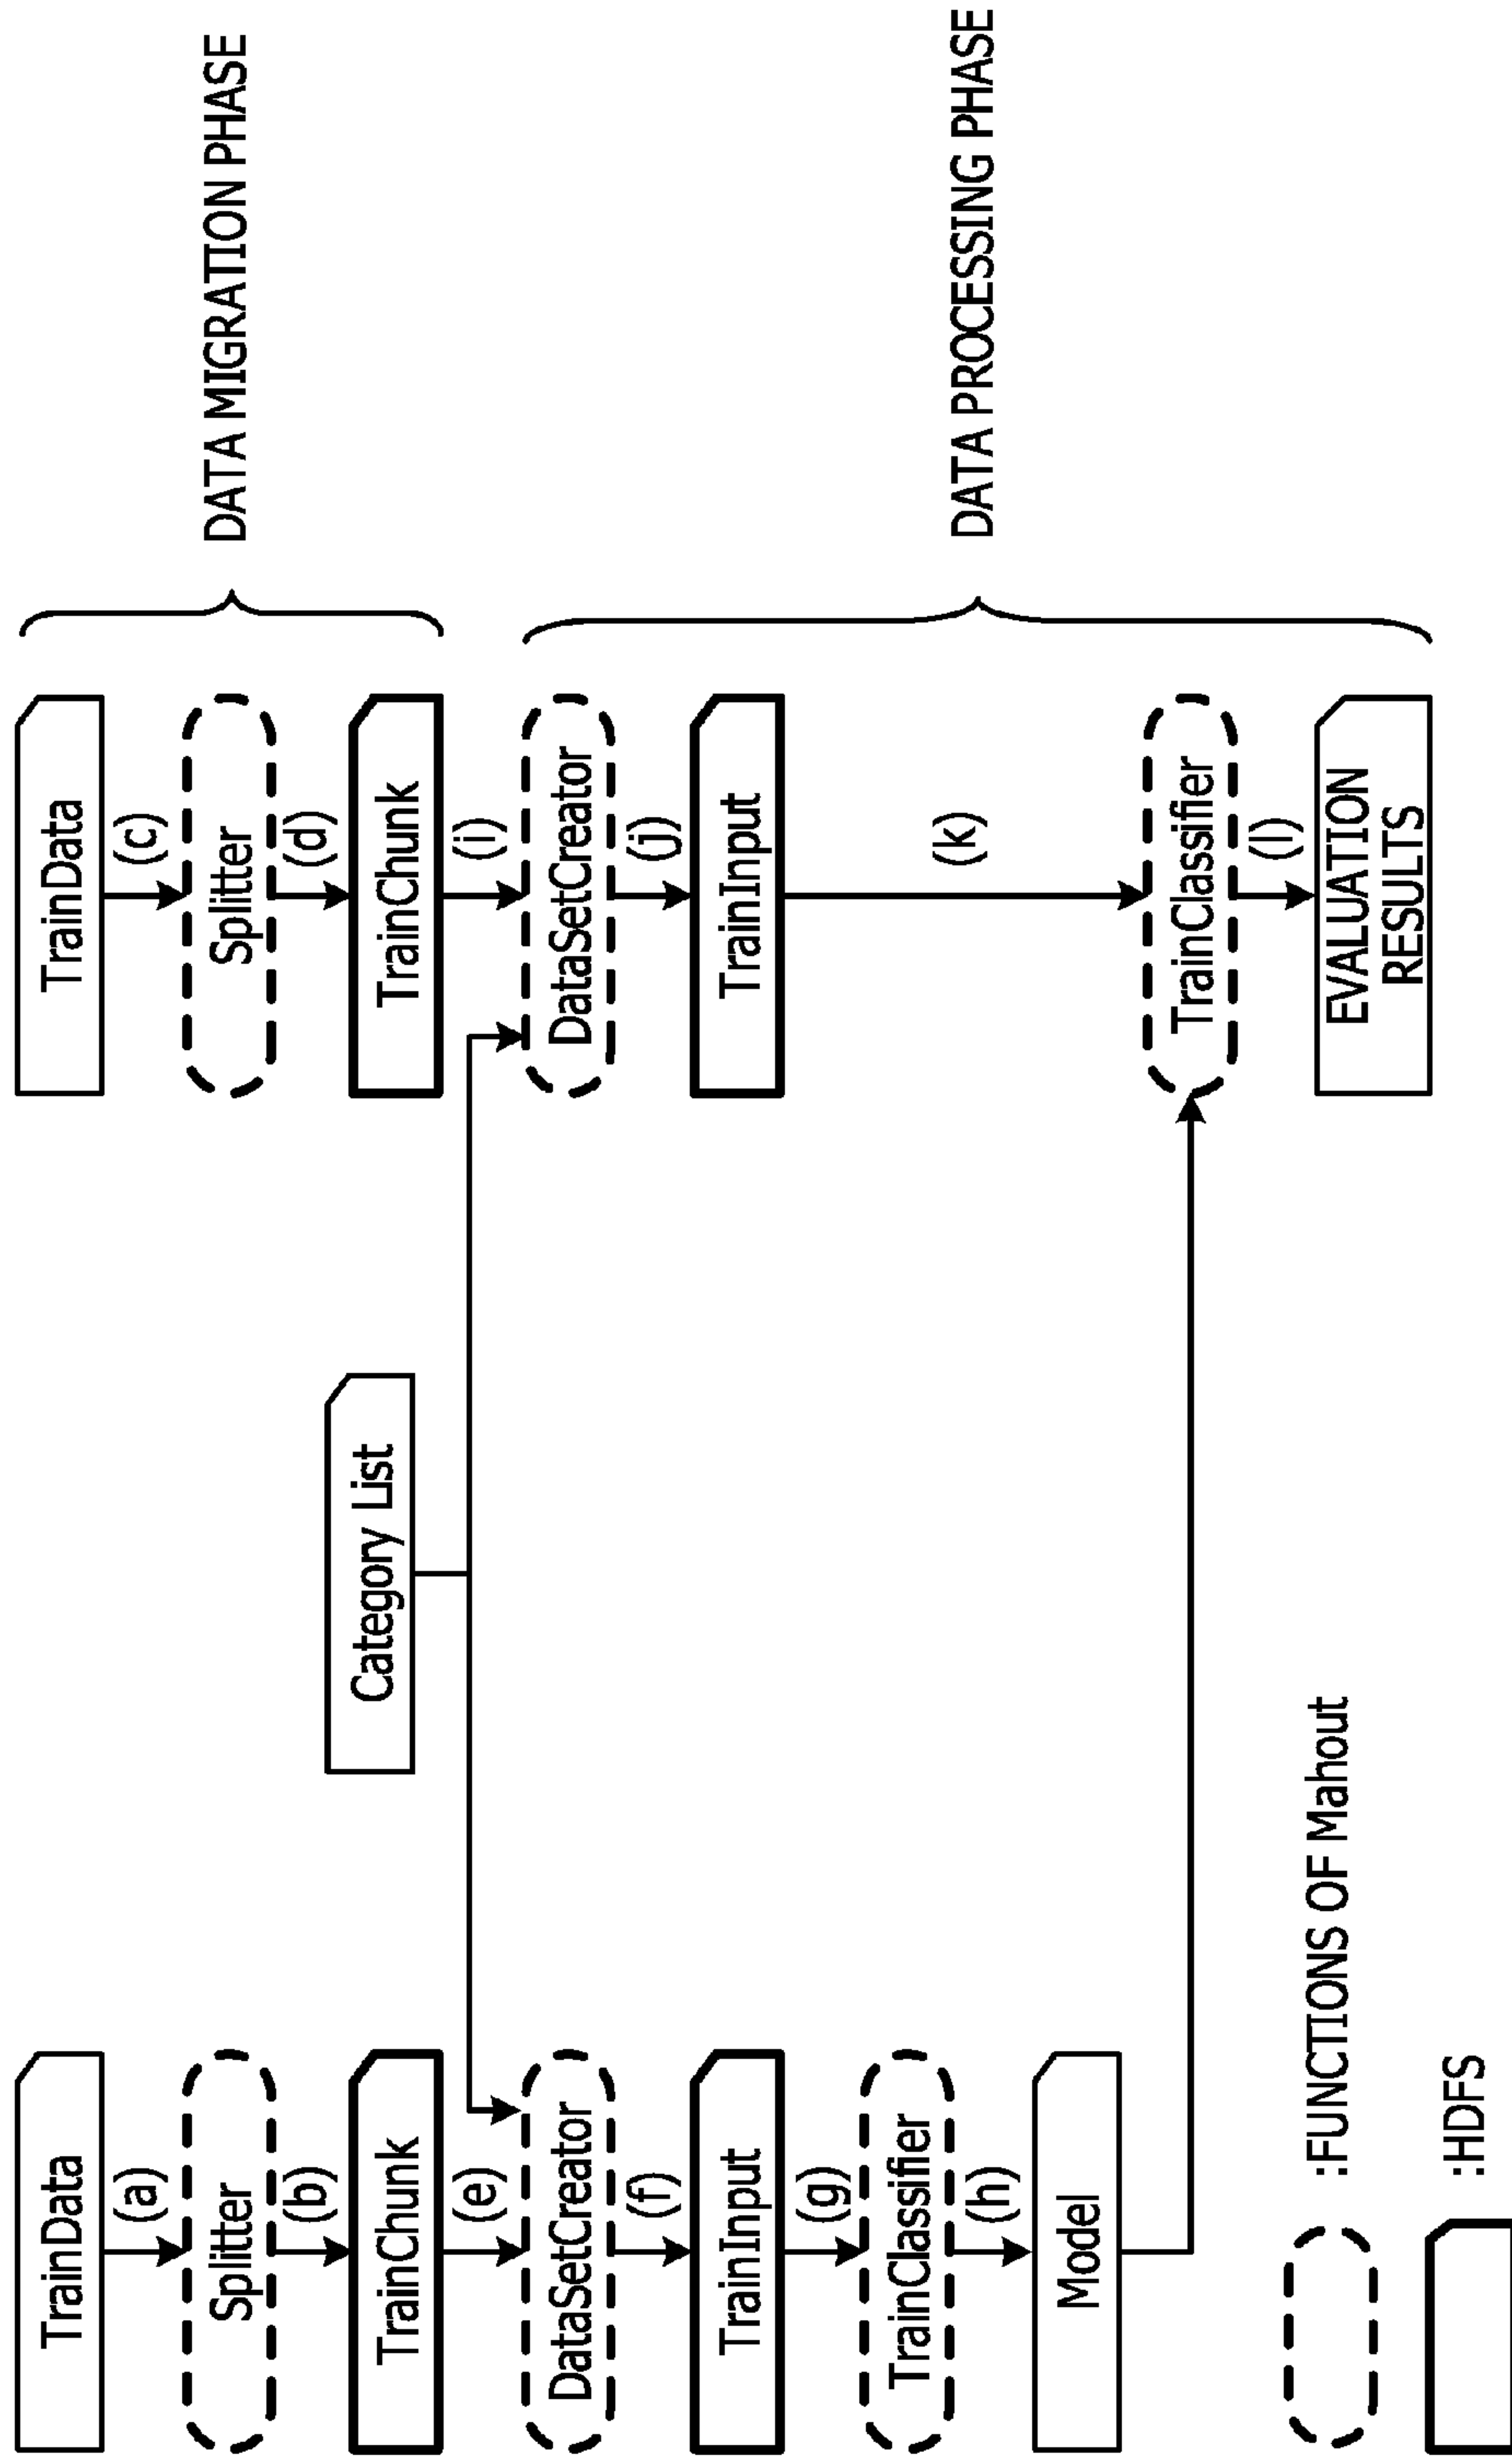 TrainData
(a)
Splitter
(b)
TrainChunk
(e)
DataSetCreator
(f)
TrainInput
(g)
TrainClassifier
(h)
Model
Category List
TrainData
(c)
Splitter
(d)
TrainChunk
(i)
DataSetCreator
(j)
TrainInput
(k)
TrainClassifier
(l)
EVALUATION
RESULTS
DATA MIGRATION PHASE
DATA PROCESSING PHASE
:FUNCTIONS OF Mahout
:HDFS